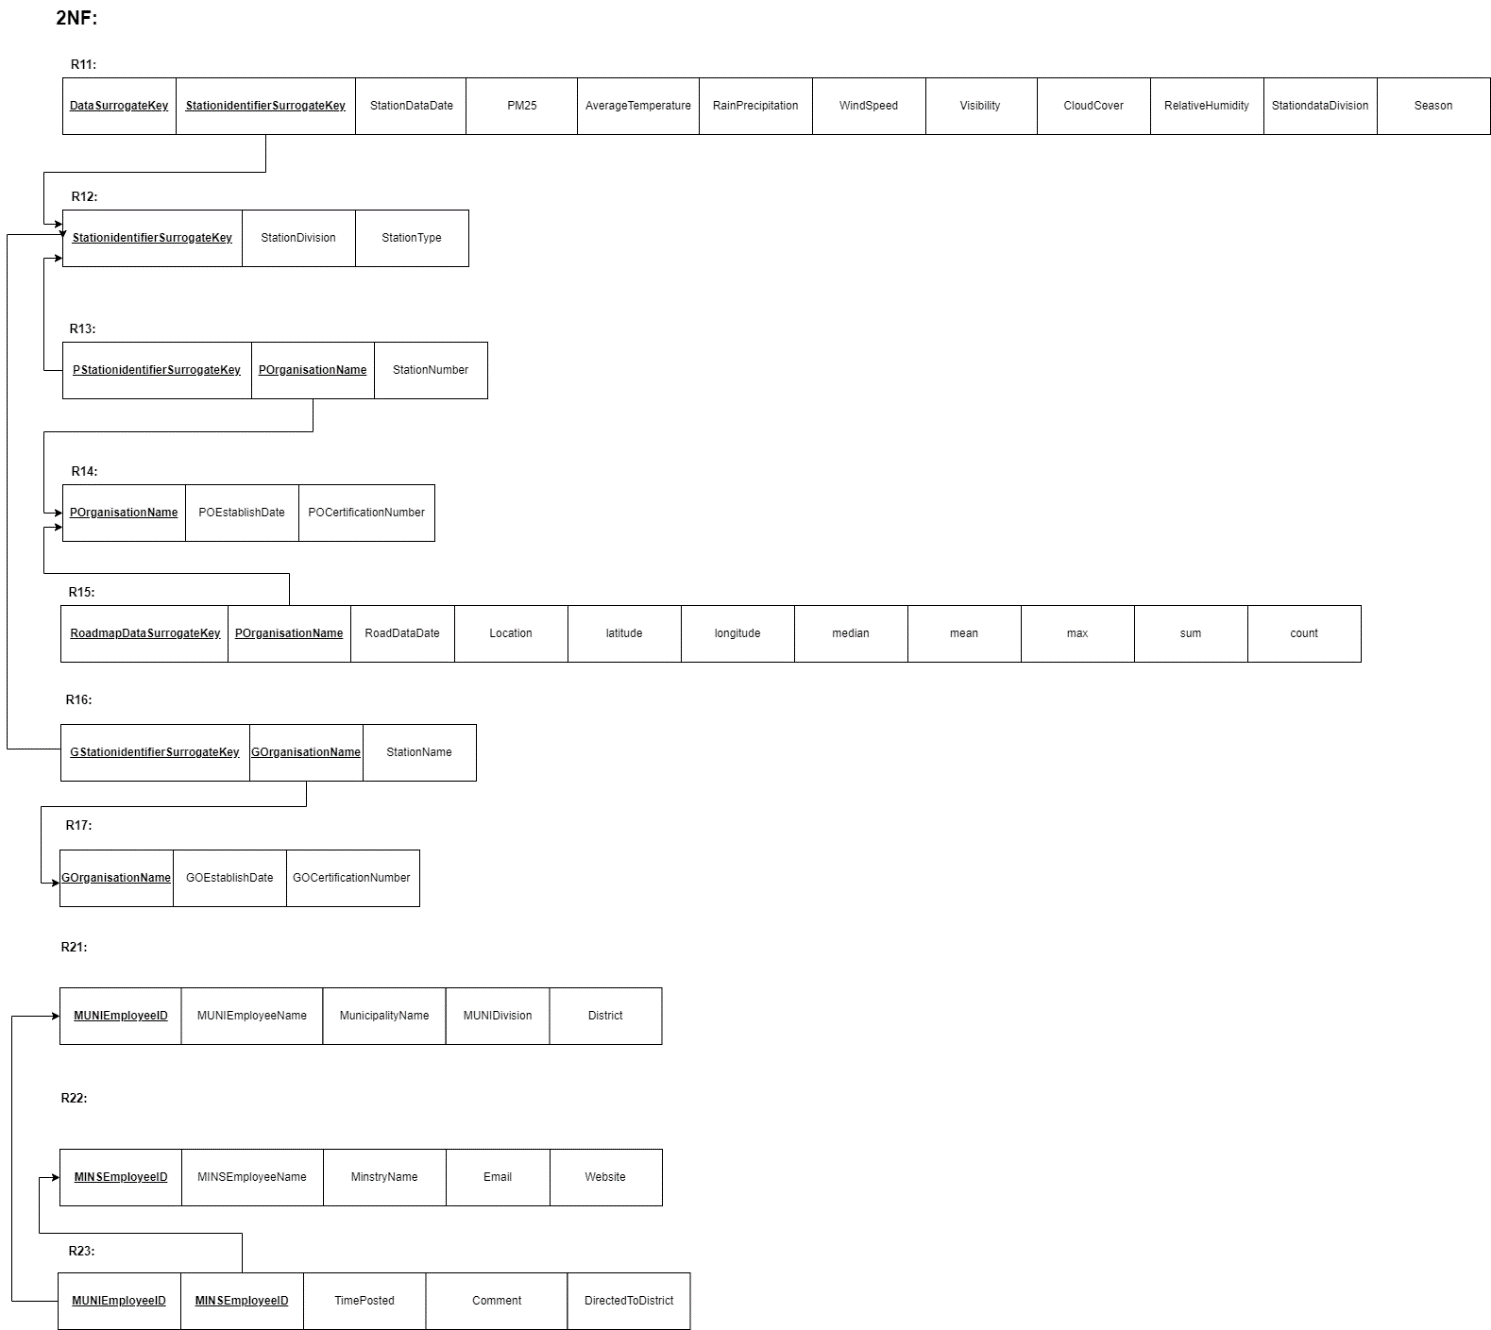 2NF:
R11:
DataSurrogateKey StationidentifierSurrogateKey StationDataDate PM25 AverageTemperature RainPrecipitation WindSpeed Visibility CloudCover RelativeHumidity StationdataDivision Season
R12:
StationidentifierSurrogateKey StationDivision StationType
R13:
PStationidentifierSurrogateKey POrganisationName StationNumber
R14:
POrganisationName POEstablishDate POCertificationNumber
R15:
RoadmapDataSurrogateKey POrganisationName RoadDataDate Location latitude longitude median mean max sum count
R16:
GStationidentifierSurrogateKey GOrganisationName StationName
R17:
GOrganisationName GOEstablishDate GOCertificationNumber
R21:
MUNIEmployeeID MUNIEmployeeName MunicipalityName MUNIDivision District
R22:
MINSEmployeeID MINSEmployeeName MinstryName Email Website
R23:
MUNIEmployeeID MINSEmployeeID TimePosted Comment DirectedToDistrict